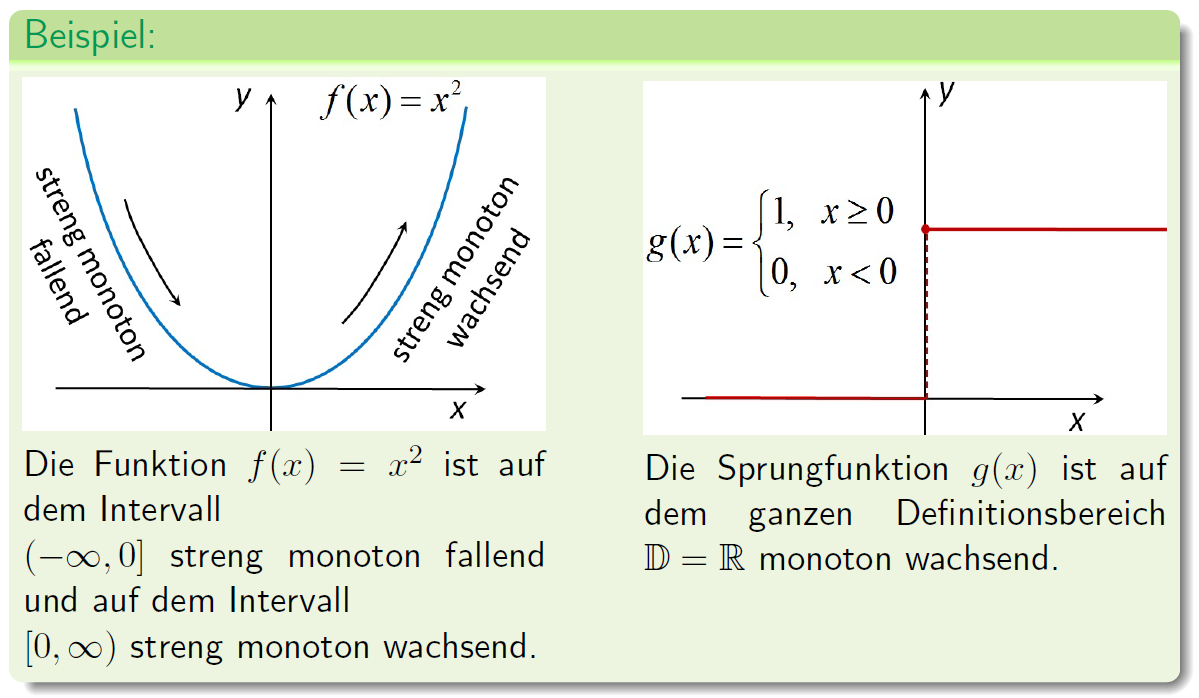 Beispiel:
y
f(x) = x²
streng monoton
fallend
streng monoton
wachsend
x
Die Funktion f(x) = x² ist auf
dem Intervall
(−∞, 0] streng monoton fallend
und auf dem Intervall
[0, ∞) streng monoton wachsend.
y
g(x) = {1, x ≥ 0
0, x < 0
x
Die Sprungfunktion g(x) ist auf
dem ganzen Definitionsbereich
𝔻 = ℝ monoton wachsend.